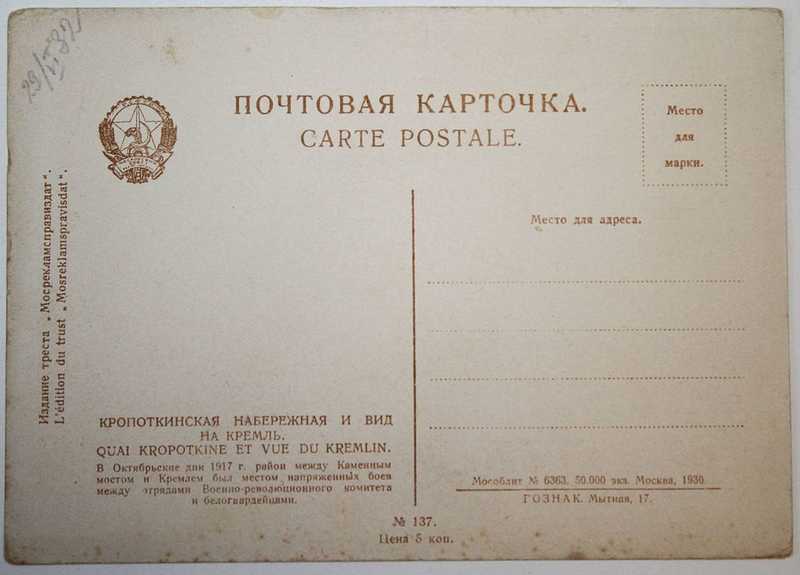 ПОЧТОВАЯ КАРТОЧКА.
CARTE POSTALE.
Место
для
марки.
Место для адреса.
Издание треста „Мосрекламсправиздат“.
L'édition du trust „Mosreklamspravisdat“.
КРОПОТКИНСКАЯ НАБЕРЕЖНАЯ И ВИД
НА КРЕМЛЬ.
QUAI KROPOTKINE ET VUE DU KREMLIN.
В Октябрьские дни 1917 г. район между Каменным
мостом и Кремлем был местом напряженных боев
между отрядами Военно-революционного комитета
и белогвардейцами.
Мособлит № 6363. 50.000 экз. Москва, 1930
ГОЗНАК. Мытная, 17.
№ 137.
Цена 5 коп.